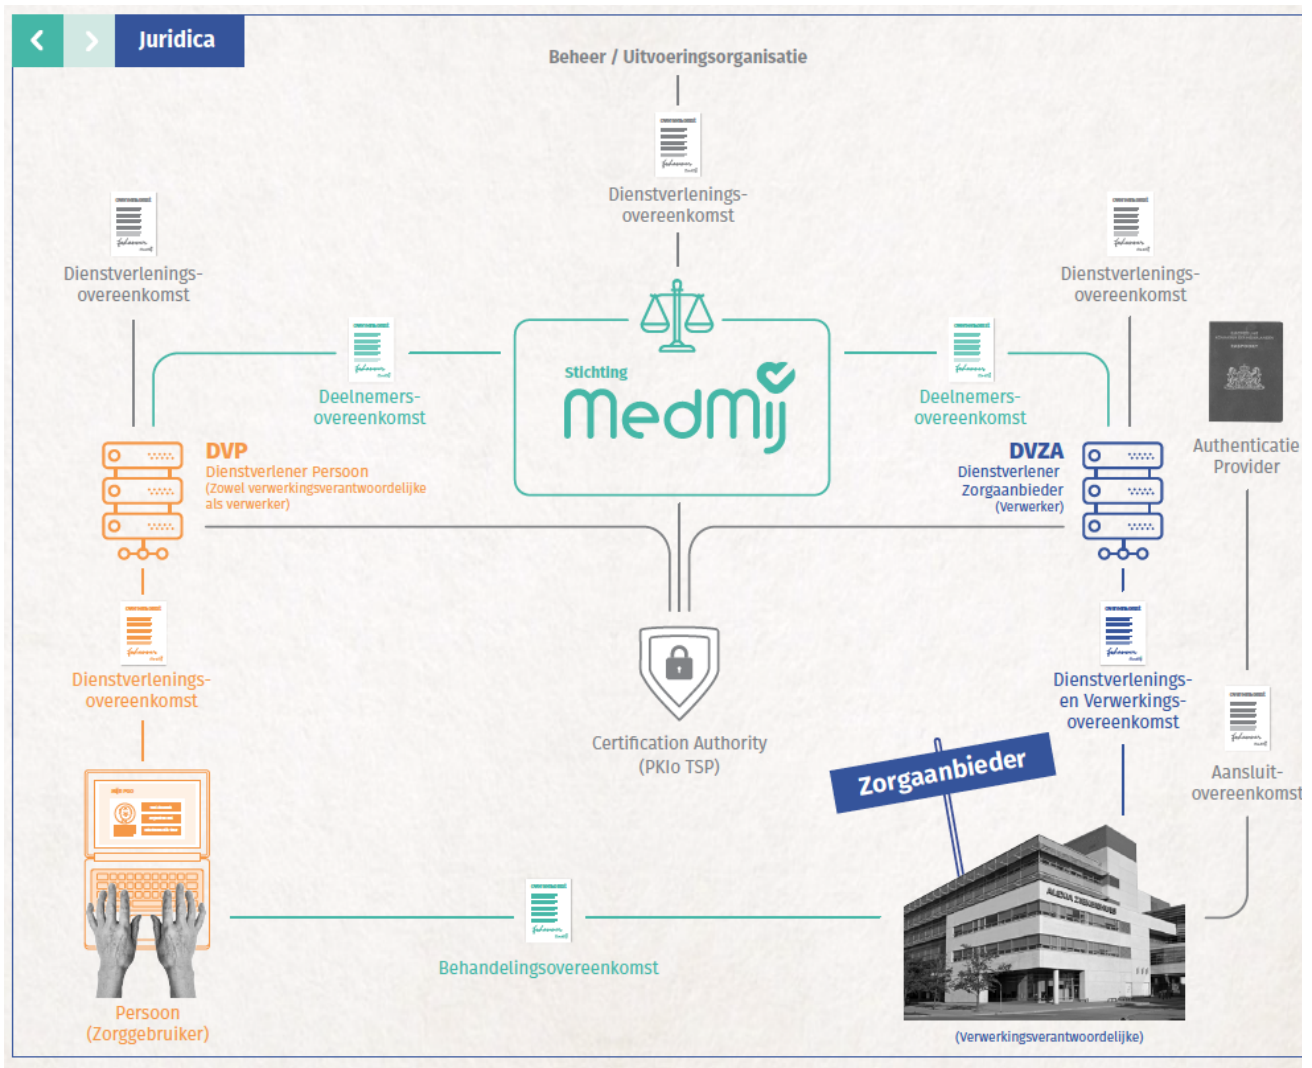 Juridica
Beheer / Uitvoeringsorganisatie
Dienstverlenings-
overeenkomst
Dienstverlenings-
overeenkomst
Dienstverlenings-
overeenkomst
Deelnemers-
overeenkomst
Stichting
MedMij
Deelnemers-
overeenkomst
Authenticatie
Provider
DVP
Dienstverlener Persoon
(Zowel verwerkingsverantwoordelijke
als verwerker)
DVZA
Dienstverlener
Zorgaanbieder
(Verwerker)
Dienstverlenings-
overeenkomst
Dienstverlenings-
en Verwerkings-
overeenkomst
Certification Authority
(PKIo TSP)
Zorgaanbieder
Aansluit-
overeenkomst
Behandelingsovereenkomst
Persoon
(Zorggebruiker)
(Verwerkingsverantwoordelijke)